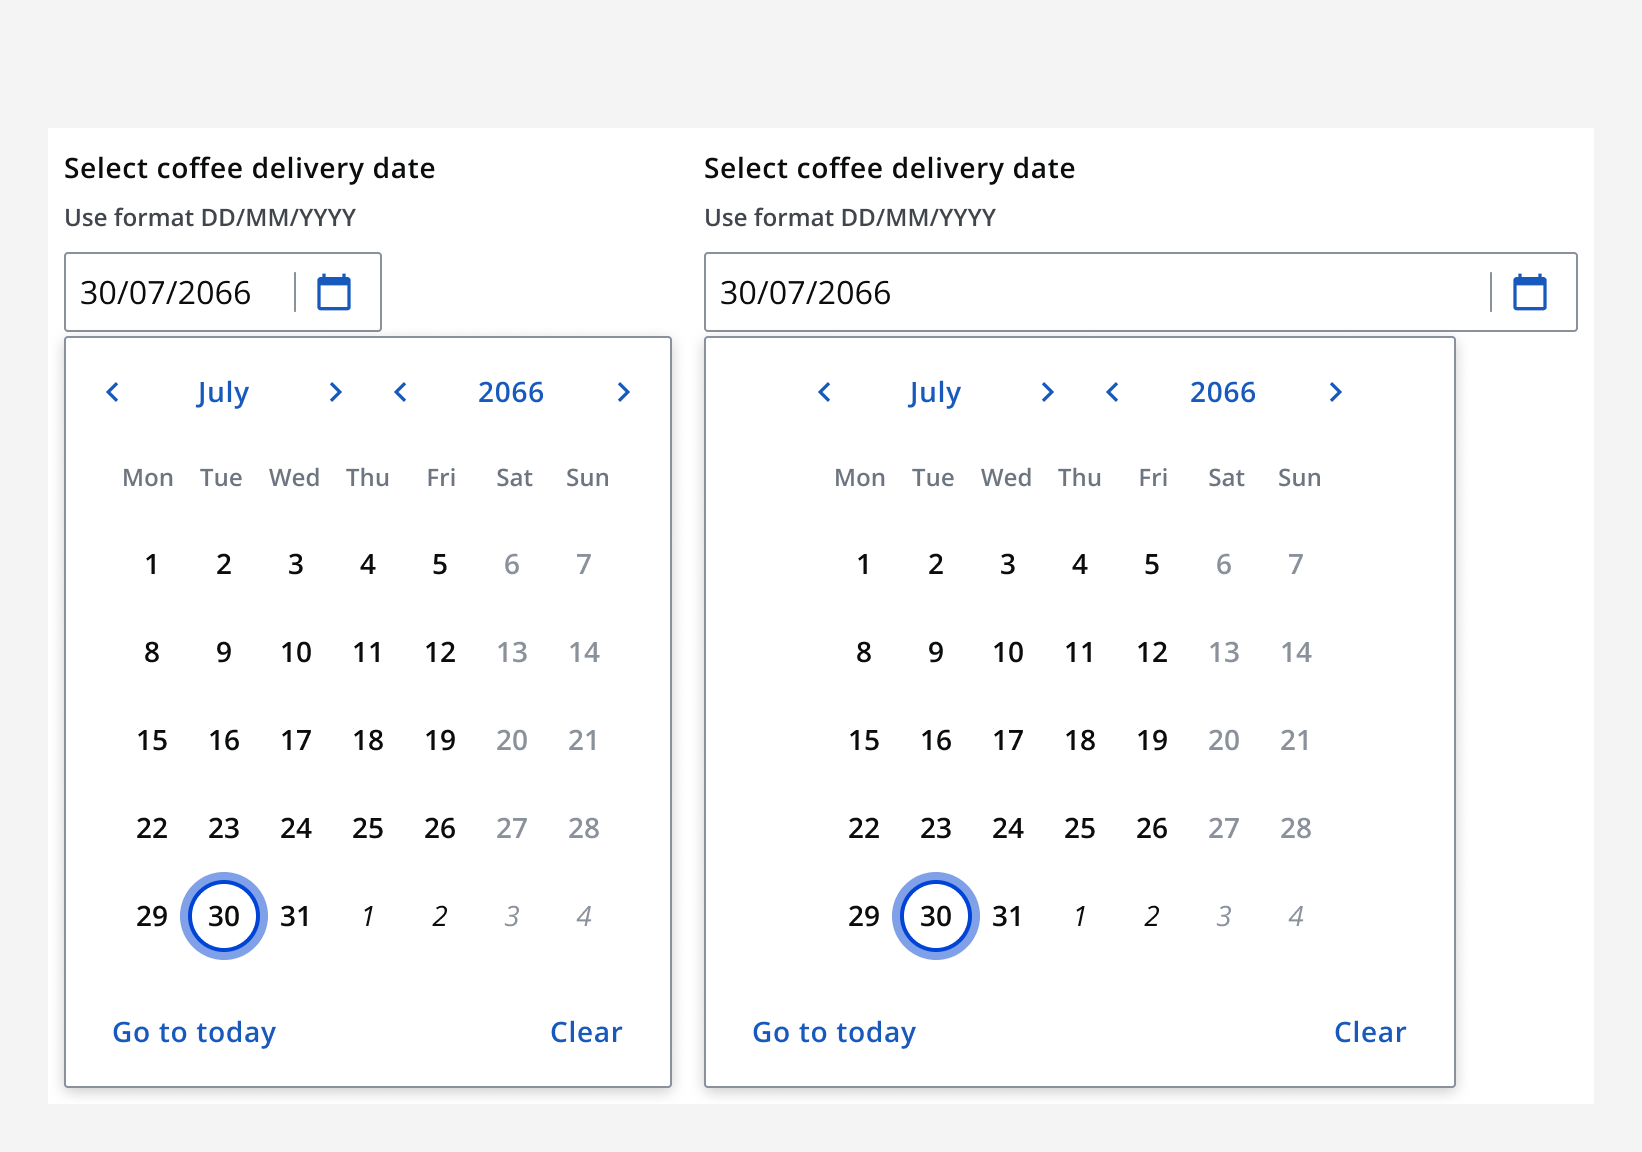 Select coffee delivery date
Use format DD/MM/YYYY
30/07/2066
July 2066
Mon Tue Wed Thu Fri Sat Sun
1 2 3 4 5 6 7
8 9 10 11 12 13 14
15 16 17 18 19 20 21
22 23 24 25 26 27 28
29 30 31 1 2 3 4
Go to today Clear
Select coffee delivery date
Use format DD/MM/YYYY
30/07/2066
July 2066
Mon Tue Wed Thu Fri Sat Sun
1 2 3 4 5 6 7
8 9 10 11 12 13 14
15 16 17 18 19 20 21
22 23 24 25 26 27 28
29 30 31 1 2 3 4
Go to today Clear